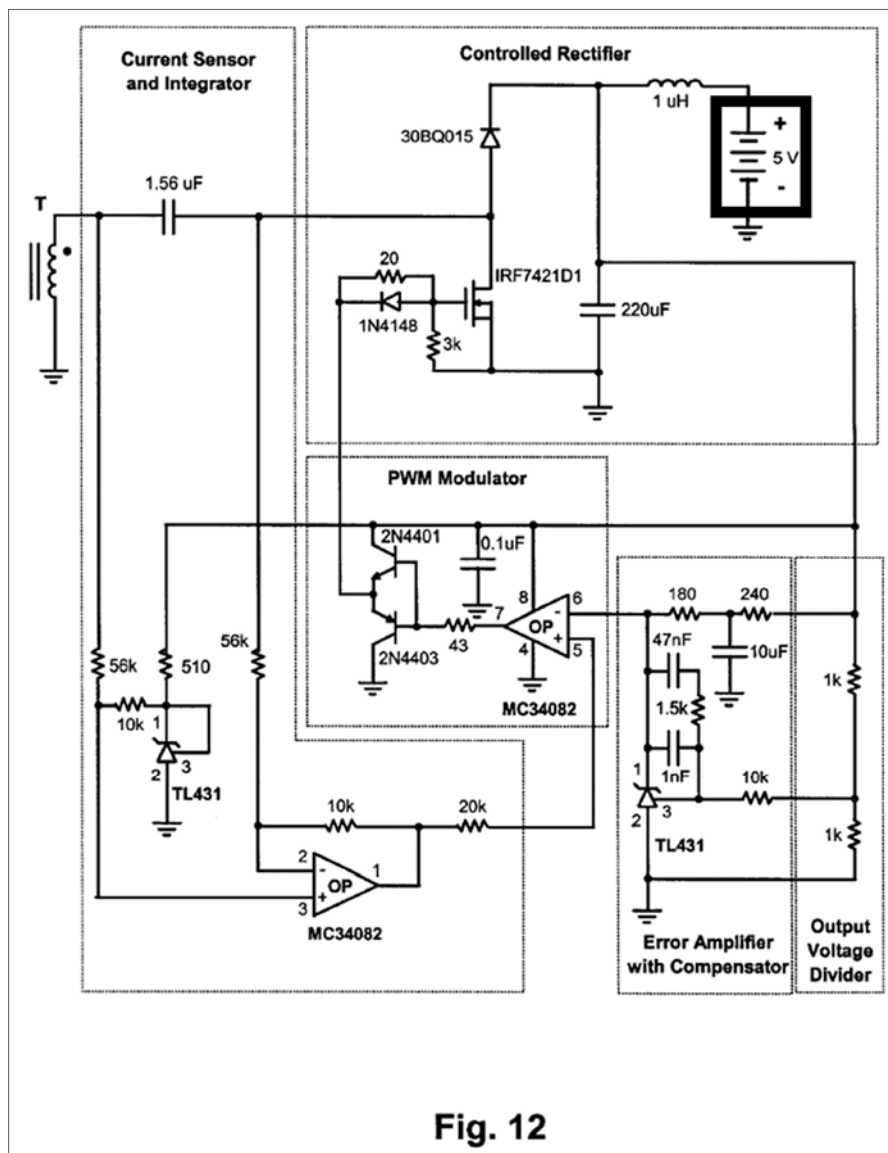 Current Sensor
and Integrator
Controlled Rectifier
1 uH
+
5 V
-
30BQ015
1.56 uF
T
20
IRF7421D1
1N4148
3k
220uF
PWM Modulator
2N4401
0.1uF
8
6
-
180
240
7
OP
+
5
47nF
10uF
56k
510
56k
2N4403
43
4
MC34082
1.5k
1k
10k
1
2
3
TL431
1nF
1
2
3
10k
TL431
1k
10k
20k
2
-
OP
1
3
+
MC34082
Error Amplifier
with Compensator
Output
Voltage
Divider
Fig. 12